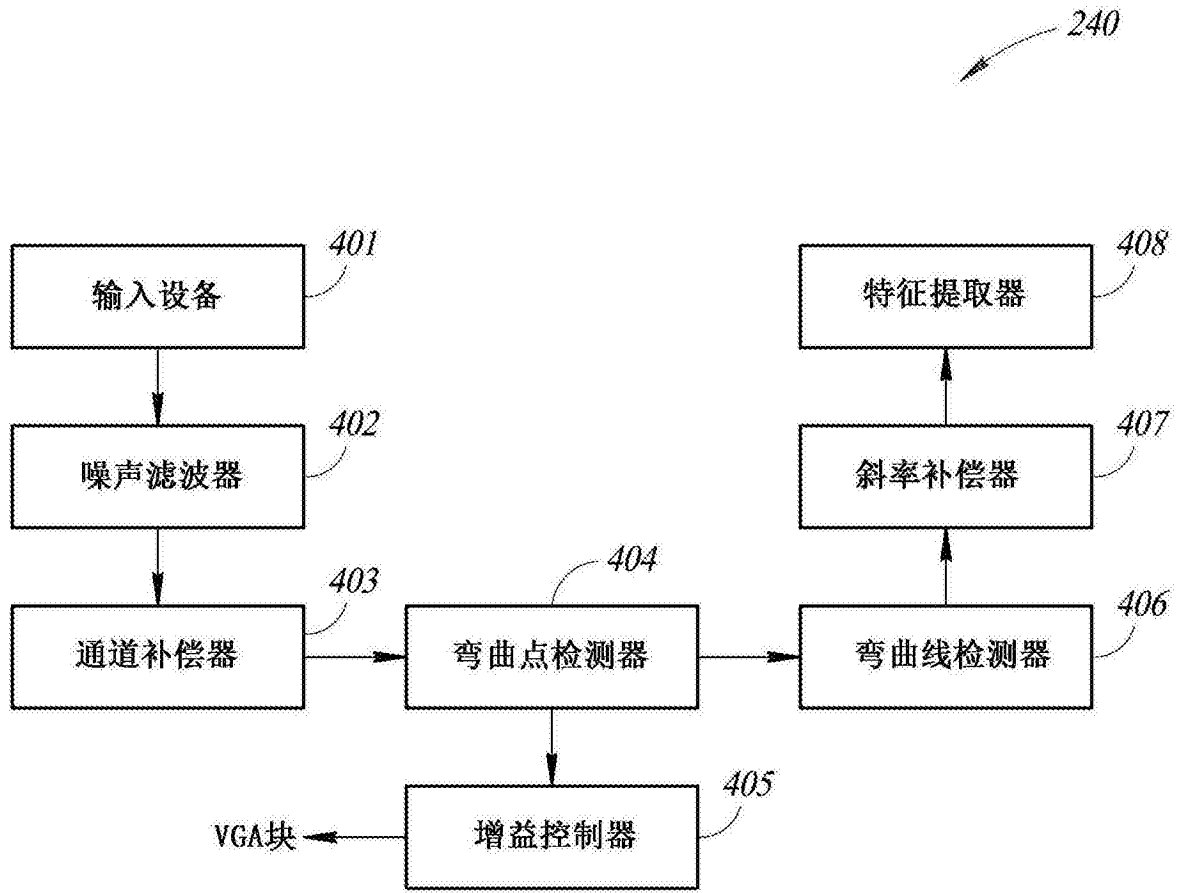 240
401
输入设备
408
特征提取器
402
噪声滤波器
407
斜率补偿器
403
通道补偿器
404
弯曲点检测器
406
弯曲线检测器
405
增益控制器
VGA块